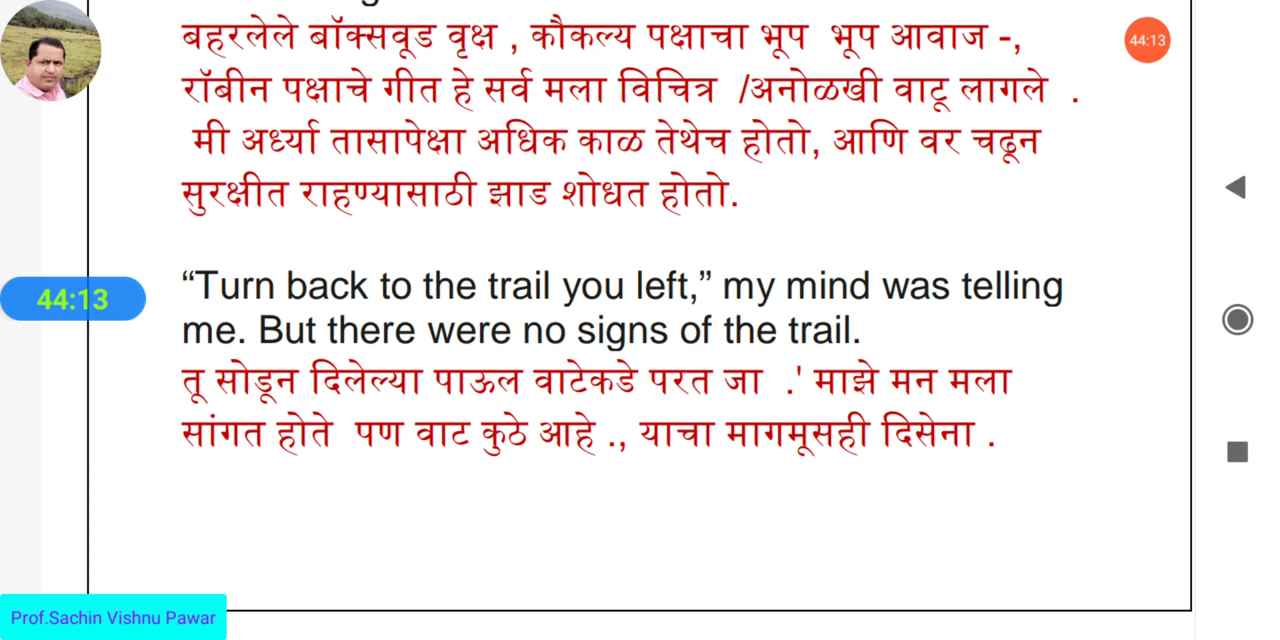 बहरलेले बॉक्सवूड वृक्ष , कौकल्य पक्षाचा भूप  भूप आवाज -,
44:13
रॉबीन पक्षाचे गीत हे सर्व मला विचित्र  /अनोळखी वाटू लागले  .
मी अर्ध्या तासापेक्षा अधिक काळ तेथेच होतो, आणि वर चढून
सुरक्षीत राहण्यासाठी झाड शोधत होतो.
“Turn back to the trail you left,” my mind was telling
44:13
me. But there were no signs of the trail.
तू सोडून दिलेल्या पाऊल वाटेकडे परत जा  .' माझे मन मला
सांगत होते  पण वाट कुठे आहे ., याचा मागमूसही दिसेना .
Prof.Sachin Vishnu Pawar